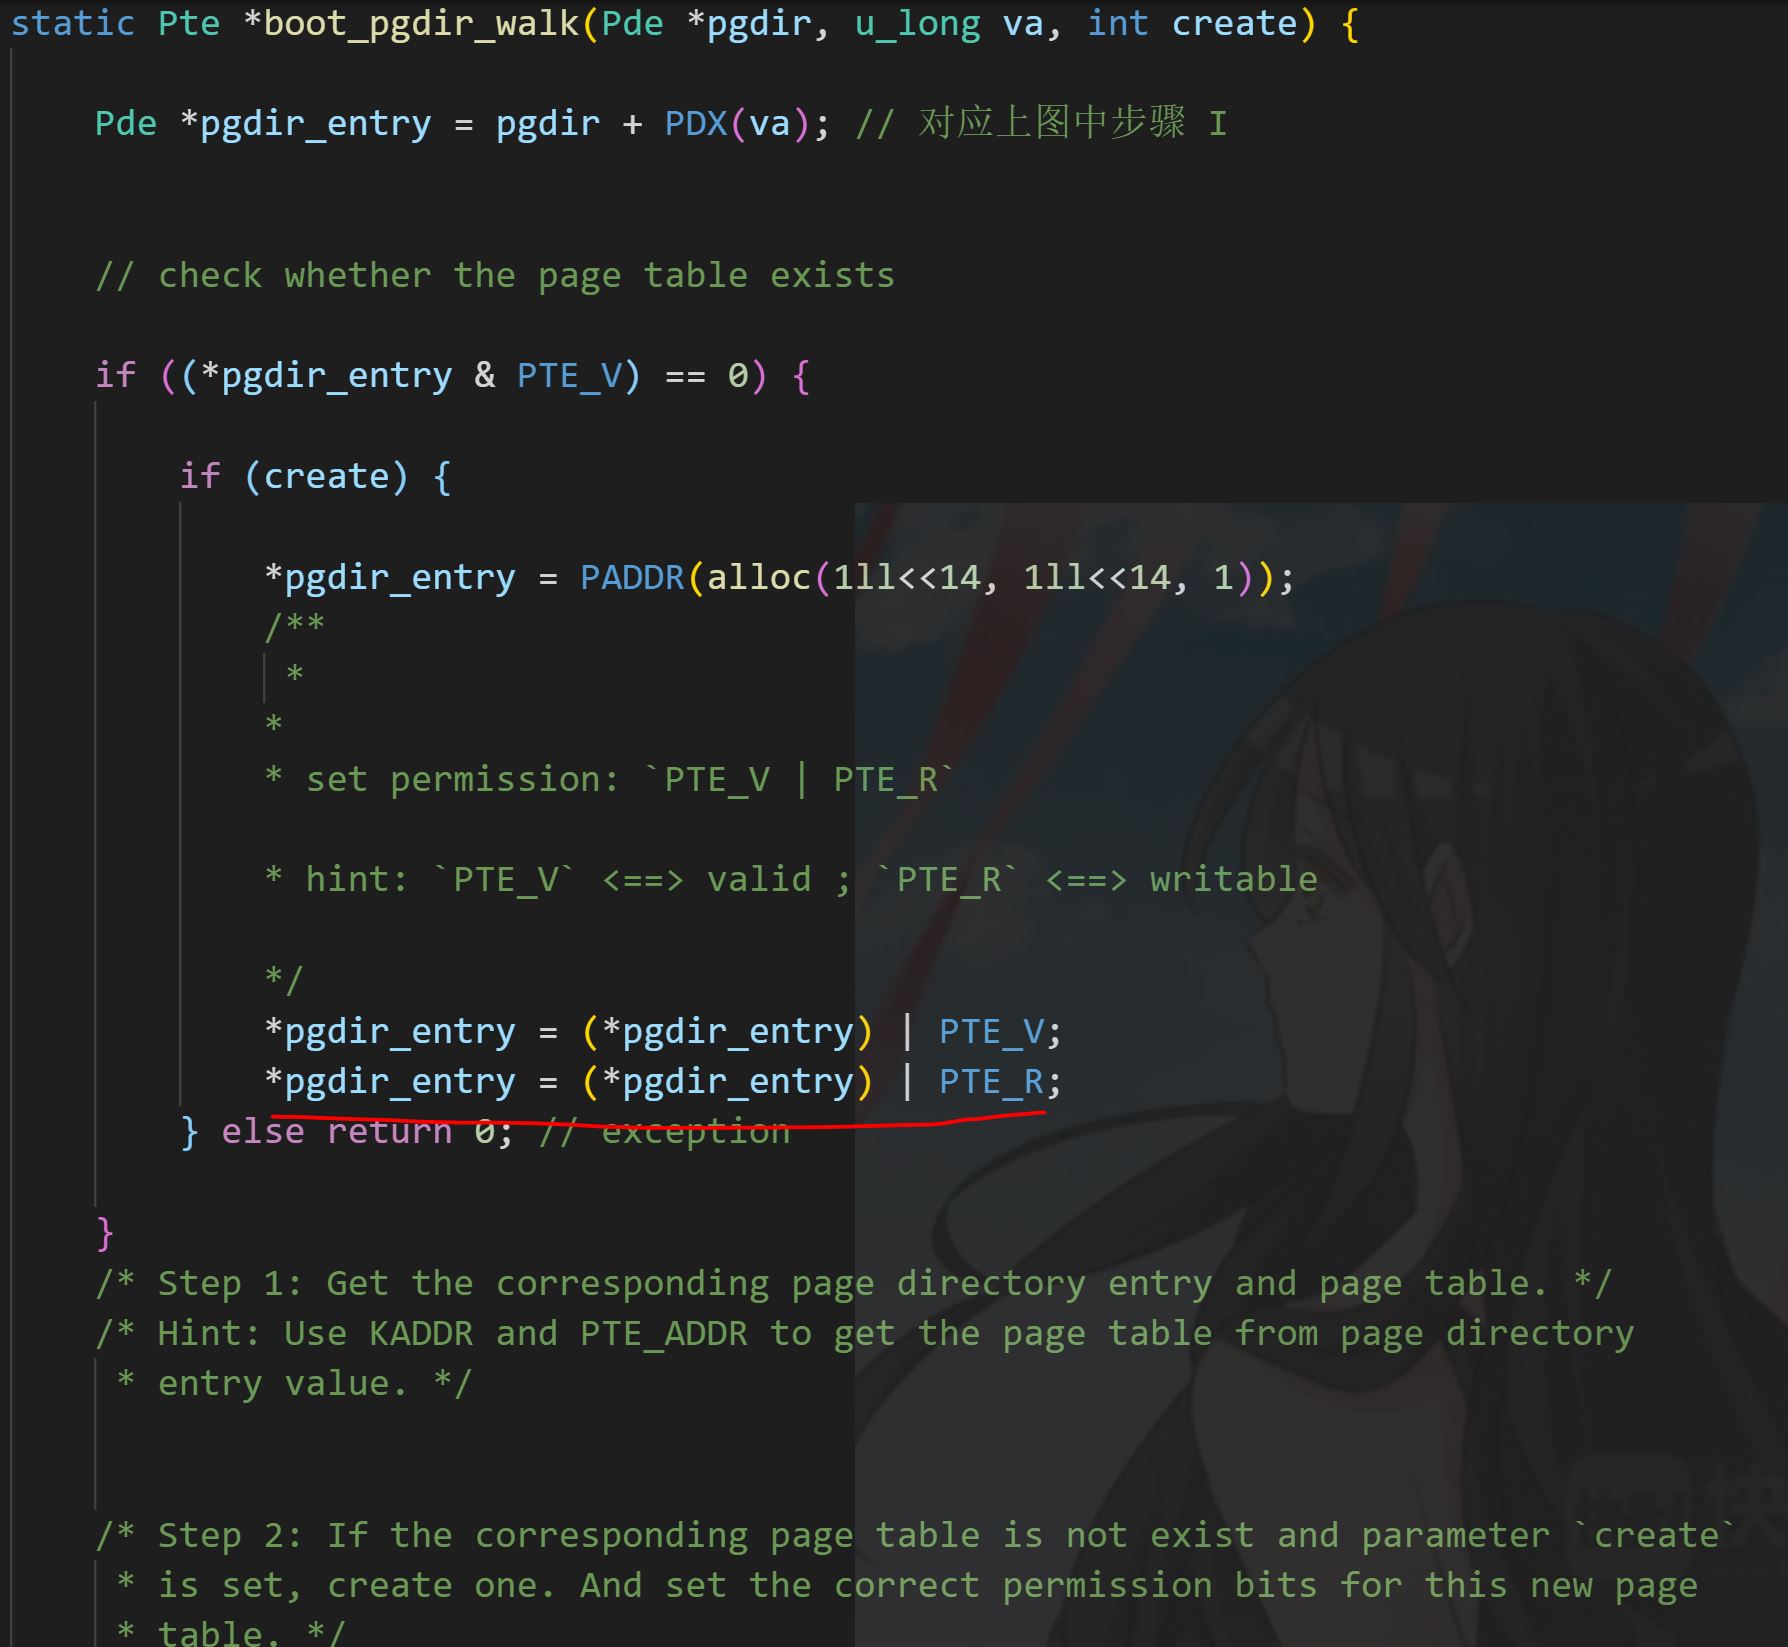 static Pte *boot_pgdir_walk(Pde *pgdir, u_long va, int create) {
Pde *pgdir_entry = pgdir + PDX(va); // 对应上图中步骤 I
// check whether the page table exists
if ((*pgdir_entry & PTE_V) == 0) {
if (create) {
*pgdir_entry = PADDR(alloc(1ll<<14, 1ll<<14, 1));
/**
*
*
* set permission: `PTE_V | PTE_R`
* hint: `PTE_V` <==> valid ; `PTE_R` <==> writable
*/
*pgdir_entry = (*pgdir_entry) | PTE_V;
*pgdir_entry = (*pgdir_entry) | PTE_R;
} else return 0; // exception
}
/* Step 1: Get the corresponding page directory entry and page table. */
/* Hint: Use KADDR and PTE_ADDR to get the page table from page directory
* entry value. */
/* Step 2: If the corresponding page table is not exist and parameter `create`
* is set, create one. And set the correct permission bits for this new page
* table. */